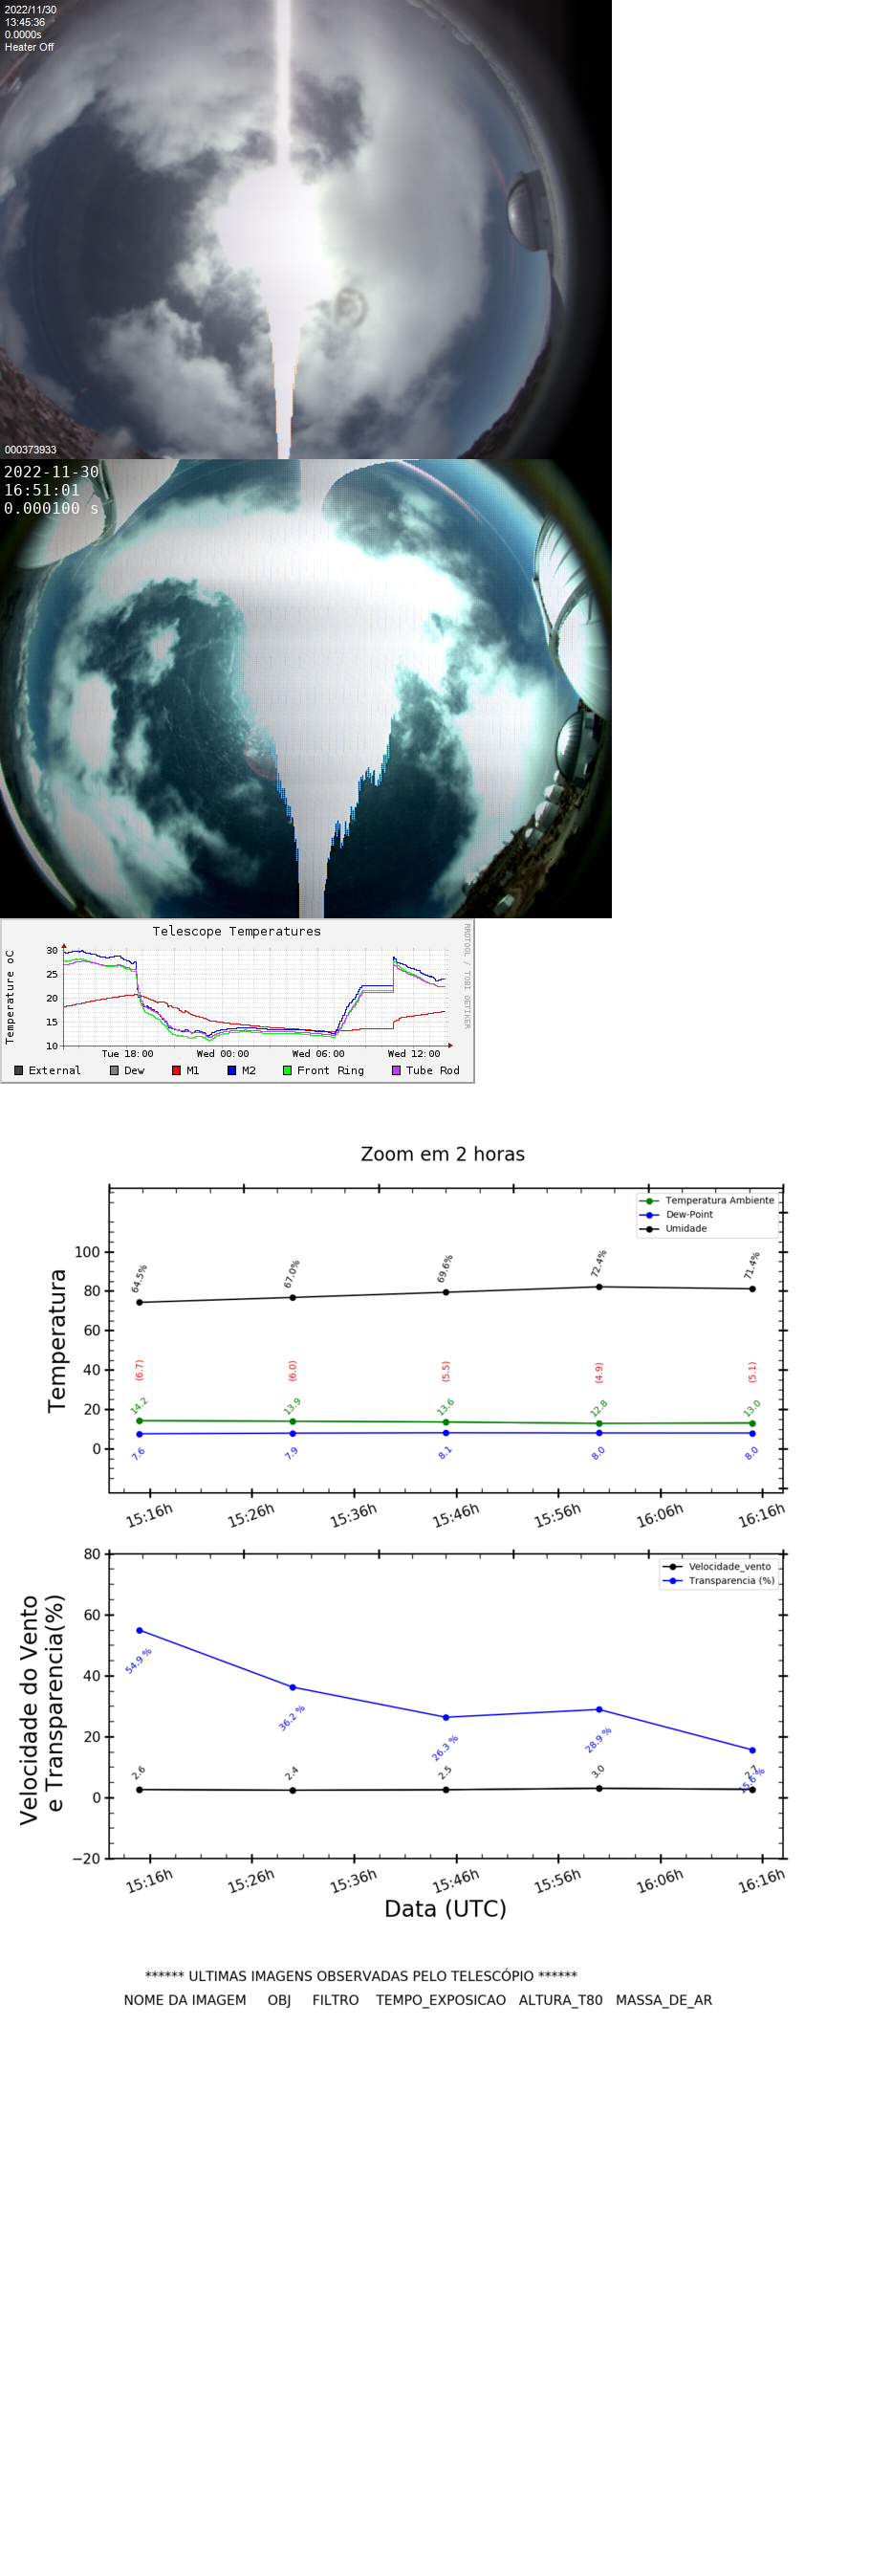 2022/11/30
13:45:36
0.0000s
Heater Off
000373933
2022-11-30
16:51:01
0.000100 s
Telescope Temperatures
RRDTOOL / TOBI OETIKER
Temperature oC
30
25
20
15
10
Tue 18:00 Wed 00:00 Wed 06:00 Wed 12:00
External Dew M1 M2 Front Ring Tube Rod
Zoom em 2 horas
Temperatura Ambiente
Dew-Point
Umidade
Temperatura
100
80
60
40
20
0
64.5% 67.0% 69.6% 72.4% 71.4%
(6.7) (6.0) (5.5) (4.9) (5.1)
14.2 13.9 13.6 12.8 13.0
7.6 7.9 8.1 8.0 8.0
15:16h 15:26h 15:36h 15:46h 15:56h 16:06h 16:16h
Velocidade_vento
Transparencia (%)
Velocidade do Vento
e Transparencia(%)
80
60
40
20
0
−20
54.9 % 36.2 % 26.3 % 28.9 % 15.6 %
2.6 2.4 2.5 3.0 2.7
15:16h 15:26h 15:36h 15:46h 15:56h 16:06h 16:16h
Data (UTC)
****** ULTIMAS IMAGENS OBSERVADAS PELO TELESCÓPIO ******
NOME DA IMAGEM OBJ FILTRO TEMPO_EXPOSICAO ALTURA_T80 MASSA_DE_AR